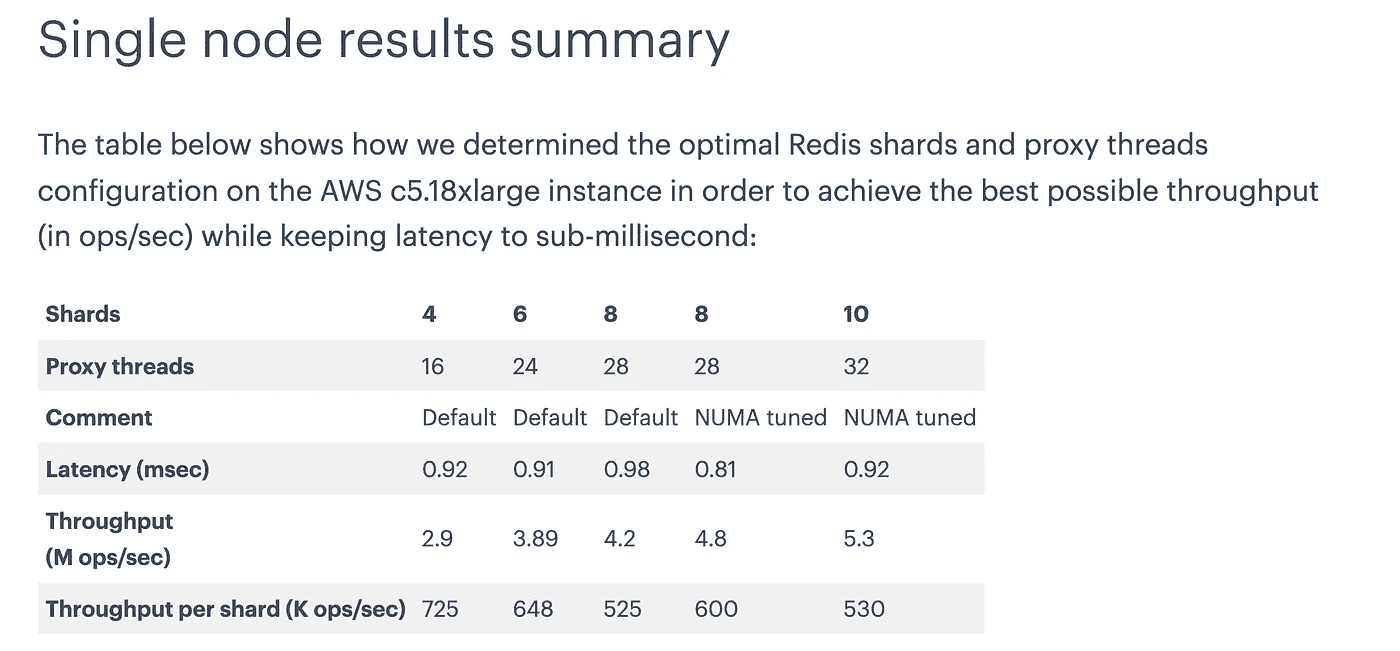 Single node results summary
The table below shows how we determined the optimal Redis shards and proxy threads
configuration on the AWS c5.18xlarge instance in order to achieve the best possible throughput
(in ops/sec) while keeping latency to sub-millisecond:
Shards 4 6 8 8 10
Proxy threads 16 24 28 28 32
Comment Default Default Default NUMA tuned NUMA tuned
Latency (msec) 0.92 0.91 0.98 0.81 0.92
Throughput
(M ops/sec) 2.9 3.89 4.2 4.8 5.3
Throughput per shard (K ops/sec) 725 648 525 600 530